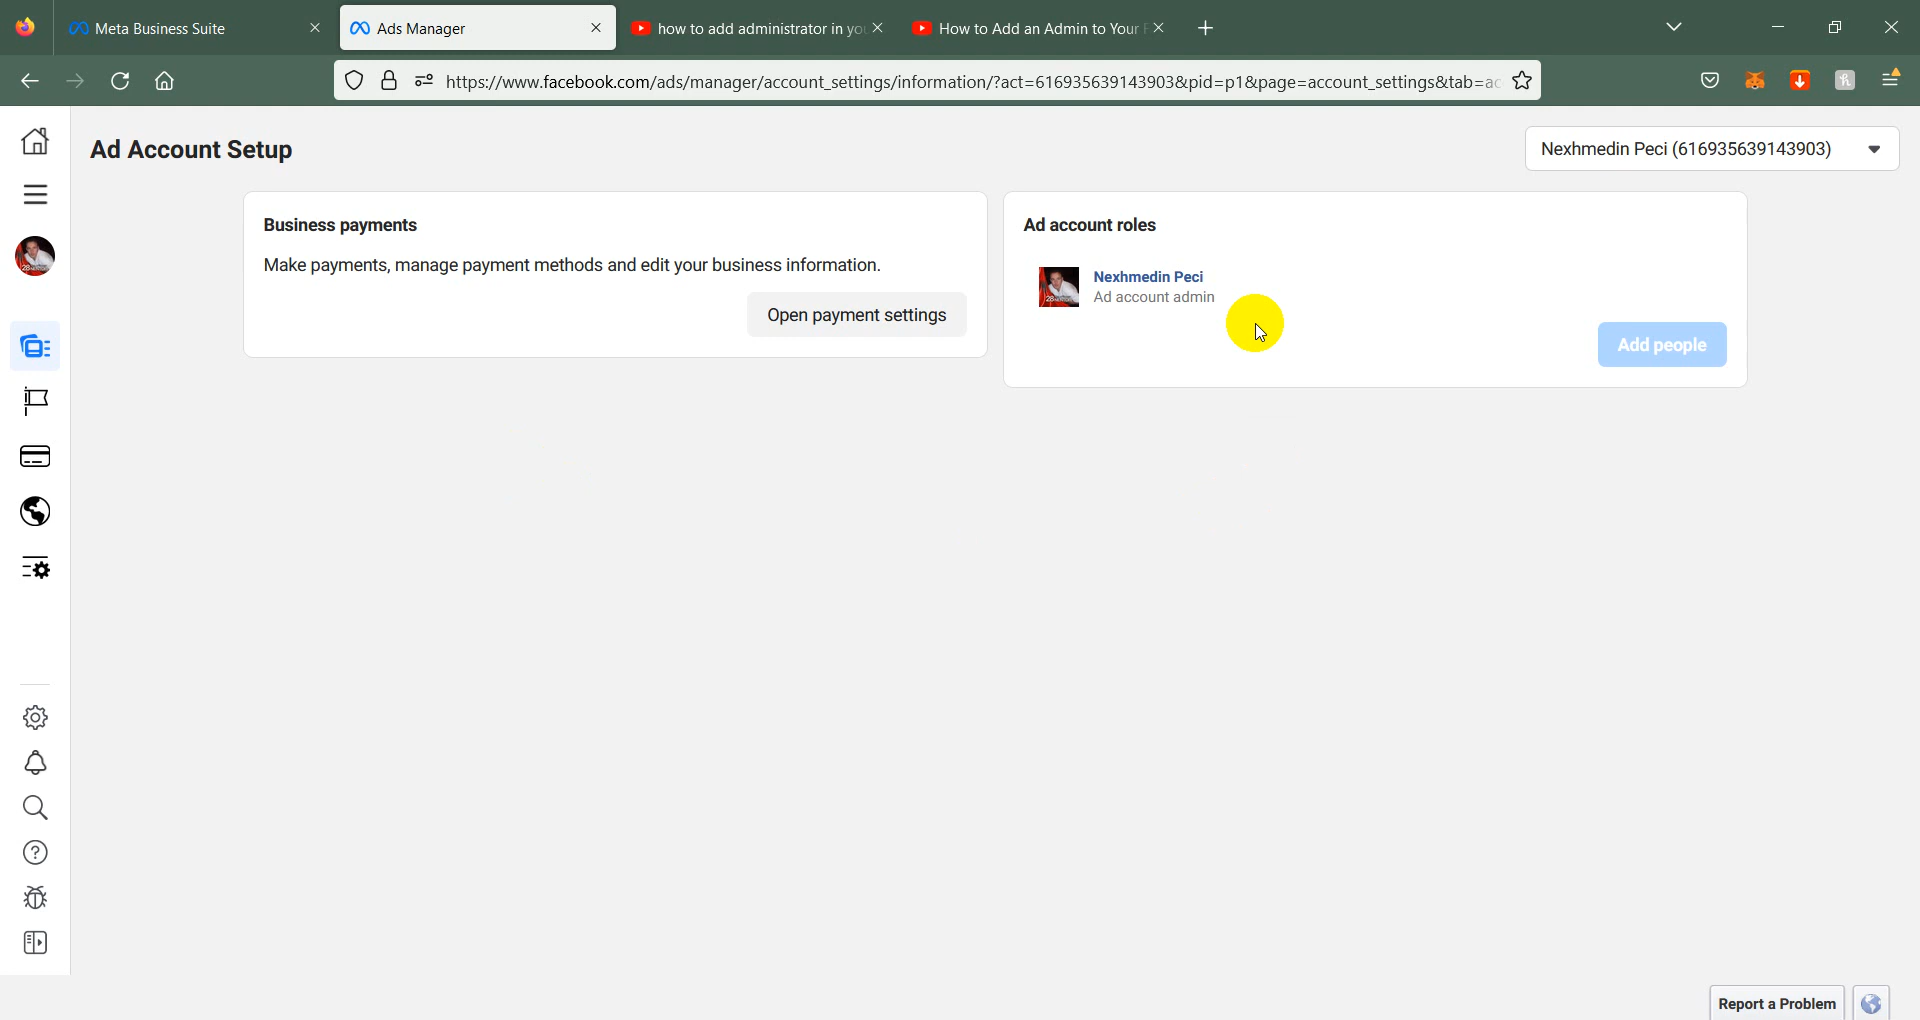 Meta Business Suite
Ads Manager
how to add administrator in yo
How to Add an Admin to Your
https://www.facebook.com/ads/manager/account_settings/information/?act=616935639143903&pid=p1&page=account_settings&tab=ac
Ad Account Setup
Nexhmedin Peci (616935639143903)
Business payments
Make payments, manage payment methods and edit your business information.
Open payment settings
Ad account roles
Nexhmedin Peci
Ad account admin
Add people
Report a Problem